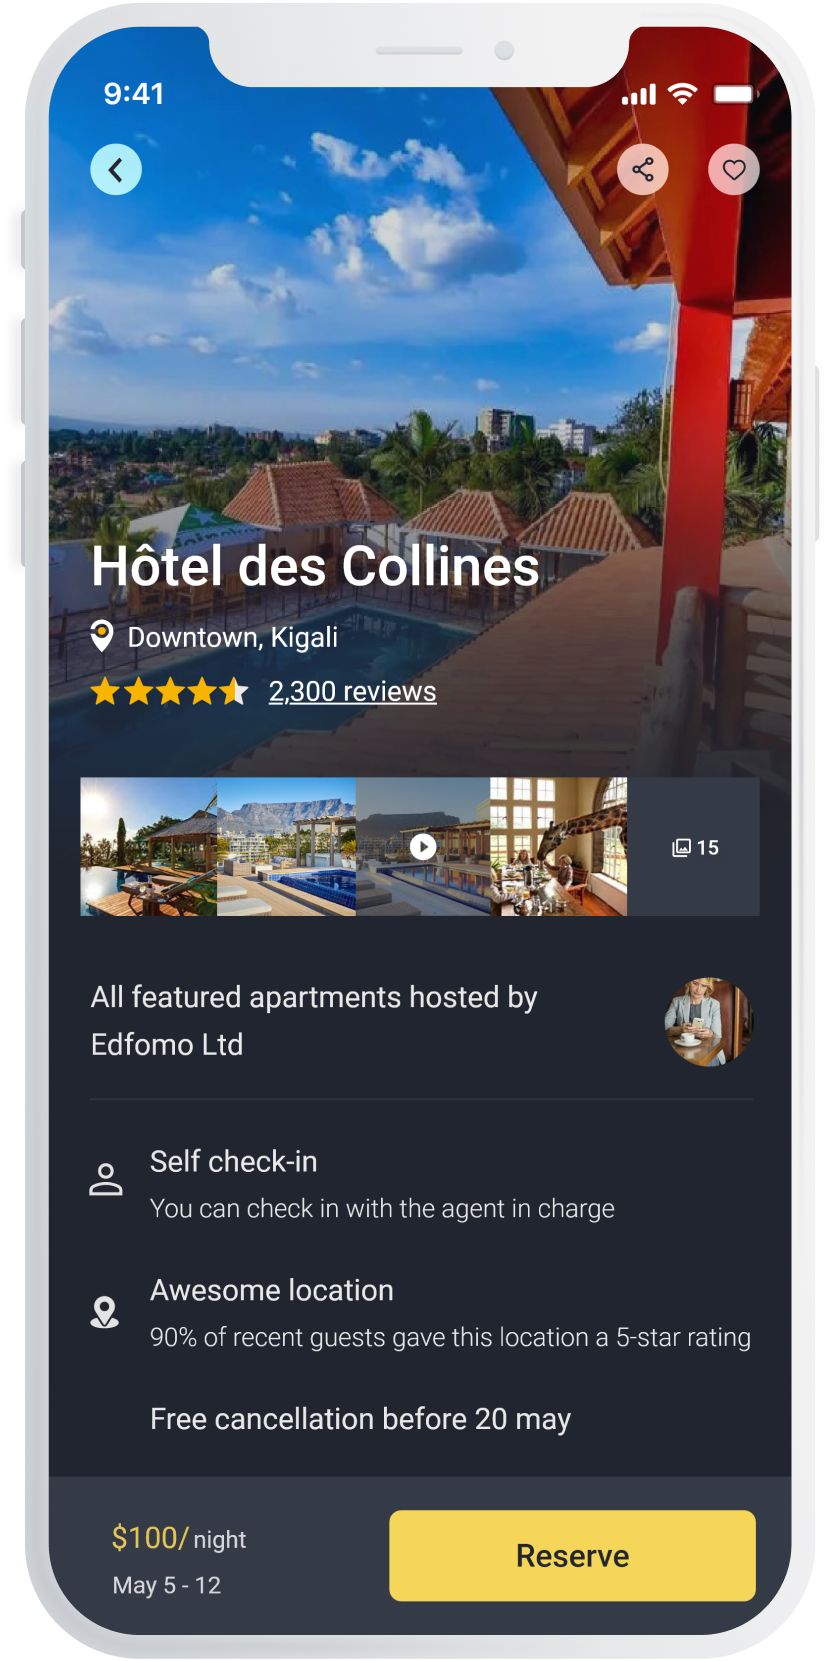 9:41
Hôtel des Collines
Downtown, Kigali
2,300 reviews
15
All featured apartments hosted by
Edfomo Ltd
Self check-in
You can check in with the agent in charge
Awesome location
90% of recent guests gave this location a 5-star rating
Free cancellation before 20 may
$100/ night
May 5 - 12
Reserve